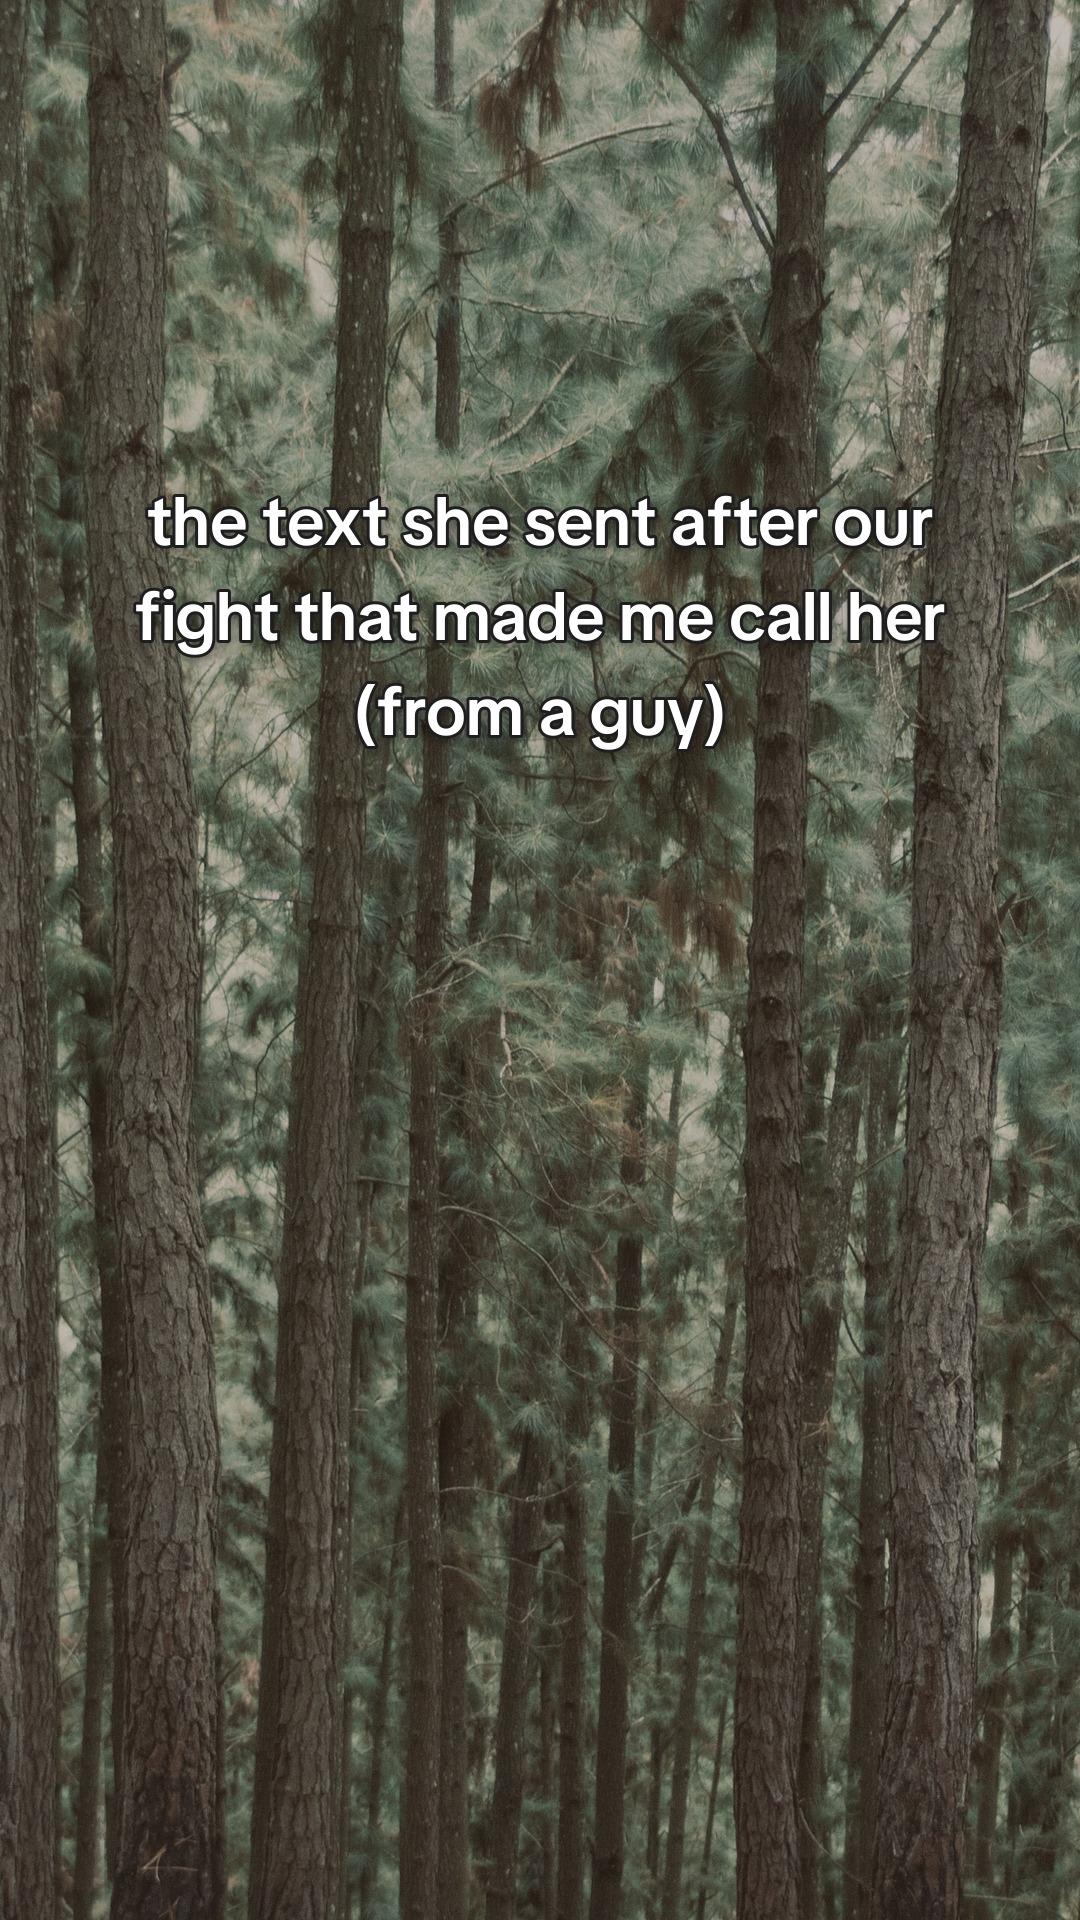 the text she sent after our
fight that made me call her
(from a guy)